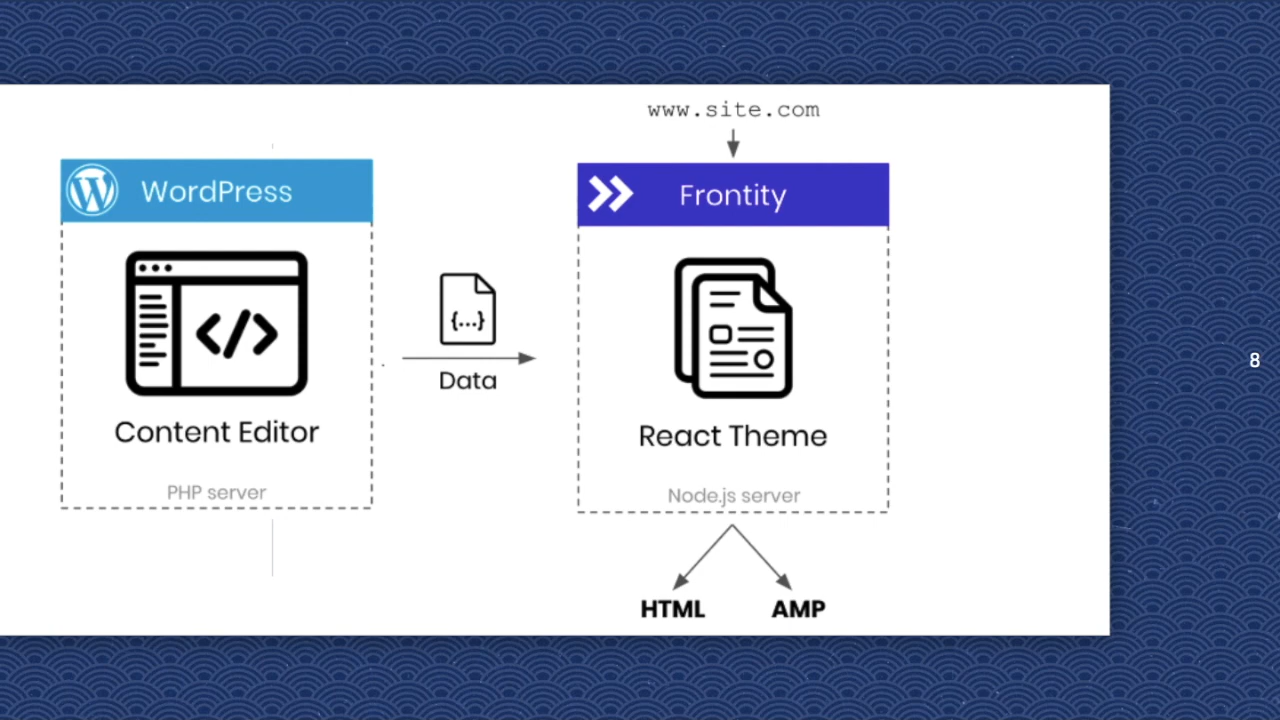 www.site.com
WordPress
Frontity
{...}
Data
Content Editor
React Theme
PHP server
Node.js server
HTML
AMP
8